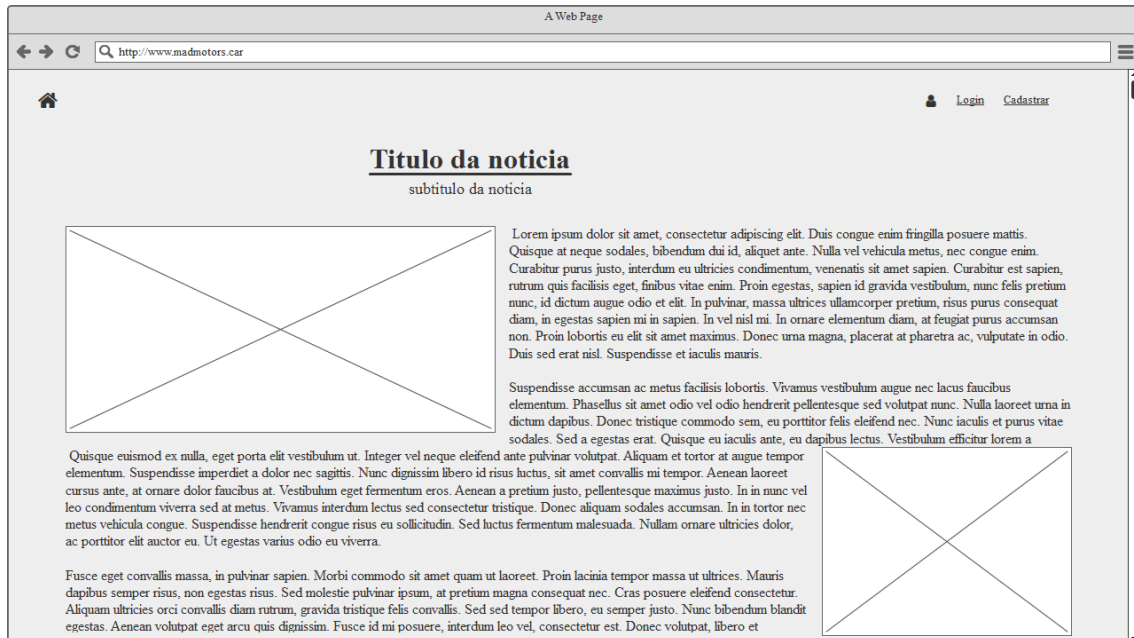 A Web Page
http://www.madmotors.car
Login Cadastrar
Titulo da noticia
subtitulo da noticia
Lorem ipsum dolor sit amet, consectetur adipiscing elit. Duis congue enim fringilla posuere mattis.
Quisque at neque sodales, bibendum dui id, aliquet ante. Nulla vel vehicula metus, nec congue enim.
Curabitur purus justo, interdum eu ultricies condimentum, venenatis sit amet sapien. Curabitur est sapien,
rutrum quis facilisis eget, finibus vitae enim. Proin egestas, sapien id gravida vestibulum, nunc felis pretium
nunc, id dictum augue odio et elit. In pulvinar, massa ultrices ullamcorper pretium, risus purus consequat
diam, in egestas sapien mi in sapien. In vel nisl mi. In ornare elementum diam, at feugiat purus accumsan
non. Proin lobortis eu elit sit amet maximus. Donec urna magna, placerat at pharetra ac, vulputate in odio.
Duis sed erat nisl. Suspendisse et iaculis mauris.
Suspendisse accumsan ac metus facilisis lobortis. Vivamus vestibulum augue nec lacus faucibus
elementum. Phasellus sit amet odio vel odio hendrerit pellentesque sed volutpat nunc. Nulla laoreet urna in
dictum dapibus. Donec tristique commodo sem, eu porttitor felis eleifend nec. Nunc iaculis et purus vitae
sodales. Sed a egestas erat. Quisque eu iaculis ante, eu dapibus lectus. Vestibulum efficitur lorem a
Quisque euismod ex nulla, eget porta elit vestibulum ut. Integer vel neque eleifend ante pulvinar volutpat. Aliquam et tortor at augue tempor
elementum. Suspendisse imperdiet a dolor nec sagittis. Nunc dignissim libero id risus luctus, sit amet convallis mi tempor. Aenean laoreet
cursus ante, at ornare dolor faucibus at. Vestibulum eget fermentum eros. Aenean a pretium justo, pellentesque maximus justo. In in nunc vel
leo condimentum viverra sed at metus. Vivamus interdum lectus sed consectetur tristique. Donec aliquam sodales accumsan. In in tortor nec
metus vehicula congue. Suspendisse hendrerit congue risus eu sollicitudin. Sed luctus fermentum malesuada. Nullam ornare ultricies dolor,
ac porttitor elit auctor eu. Ut egestas varius odio eu viverra.
Fusce eget convallis massa, in pulvinar sapien. Morbi commodo sit amet quam ut laoreet. Proin lacinia tempor massa ut ultrices. Mauris
dapibus semper risus, non egestas risus. Sed molestie pulvinar ipsum, at pretium magna consequat nec. Cras posuere eleifend consectetur.
Aliquam ultricies orci convallis diam rutrum, gravida tristique felis convallis. Sed sed tempor libero, eu semper justo. Nunc bibendum blandit
egestas. Aenean volutpat eget arcu quis dignissim. Fusce id mi posuere, interdum leo vel, consectetur est. Donec volutpat, libero et